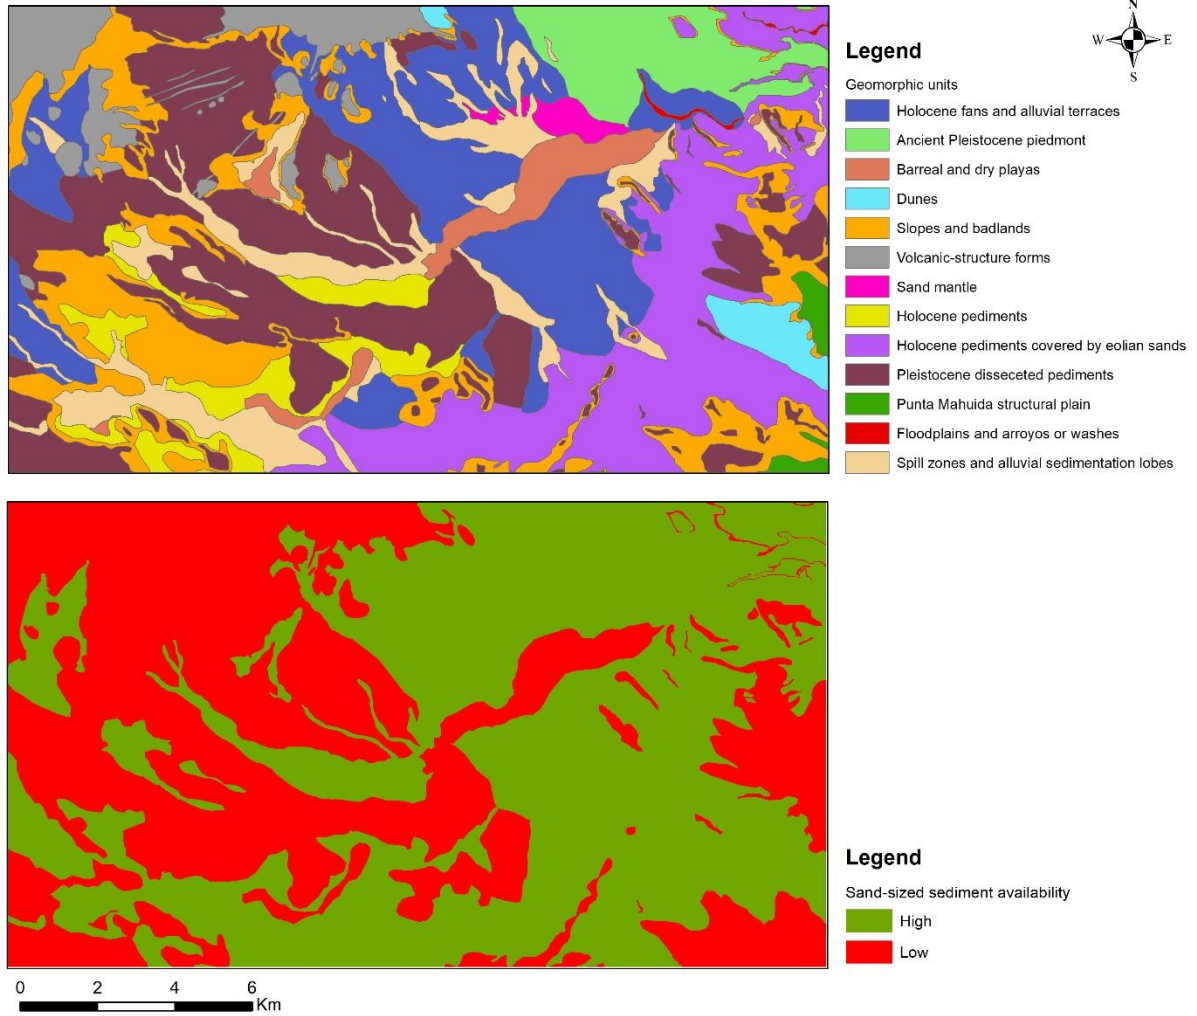 N
W E
S
Legend
Geomorphic units
Holocene fans and alluvial terraces
Ancient Pleistocene piedmont
Barreal and dry playas
Dunes
Slopes and badlands
Volcanic-structure forms
Sand mantle
Holocene pediments
Holocene pediments covered by eolian sands
Pleistocene disseceted pediments
Punta Mahuida structural plain
Floodplains and arroyos or washes
Spill zones and alluvial sedimentation lobes
Legend
Sand-sized sediment availability
High
Low
0 2 4 6
Km